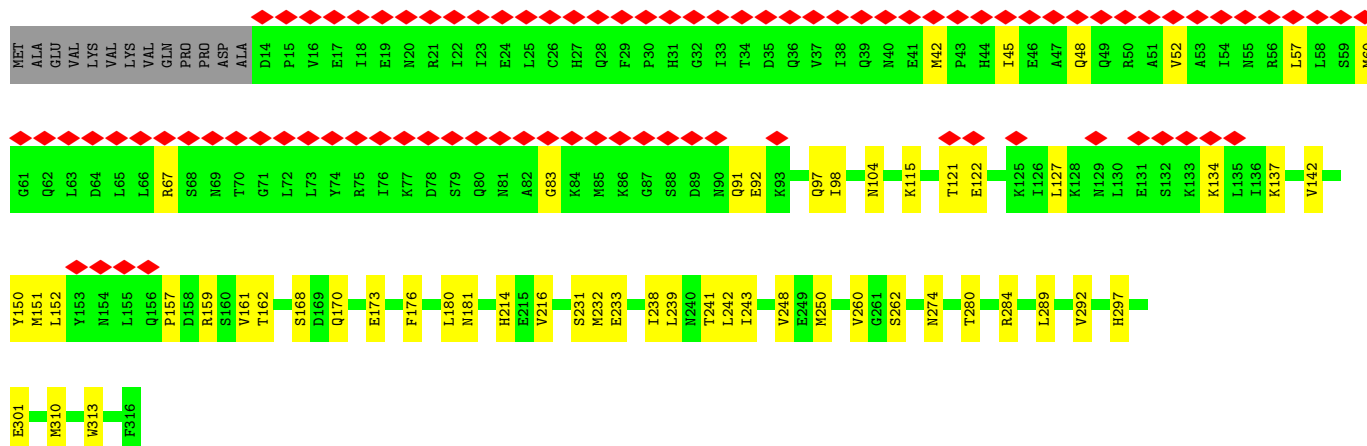 MET ALA GLU VAL LYS VAL LYS VAL GLN PRO PRO ASP ALA D14 P15 V16 E17 I18 E19 N20 R21 I22 I23 E24 L25 C26 H27 Q28 F29 P30 H31 G32 I33 T34 D35 Q36 V37 I38 Q39 N40 E41 M42 P43 H44 I45 E46 A47 Q48 Q49 R50 A51 V52 A53 I54 N55 R56 L57 L58 S59
G61 Q62 L63 D64 L65 L66 R67 S68 N69 T70 G71 L72 L73 Y74 R75 I76 K77 D78 S79 Q80 N81 A82 G83 K84 M85 K86 G87 S88 D89 N90 Q91 E92 K93 Q97 I98 N104 K115 T121 E122 K125 I126 L127 K128 N129 L130 E131 S132 K133 K134 L135 I136 K137 V142
Y150 M151 L152 Y153 N154 L155 Q156 P157 D158 R159 S160 V161 T162 S168 D169 Q170 E173 F176 L180 N181 H214 E215 V216 S231 M232 E233 I238 L239 N240 T241 L242 I243 V248 E249 M250 V260 G261 S262 N274 T280 R284 L289 V292 H297
E301 M310 W313 F316